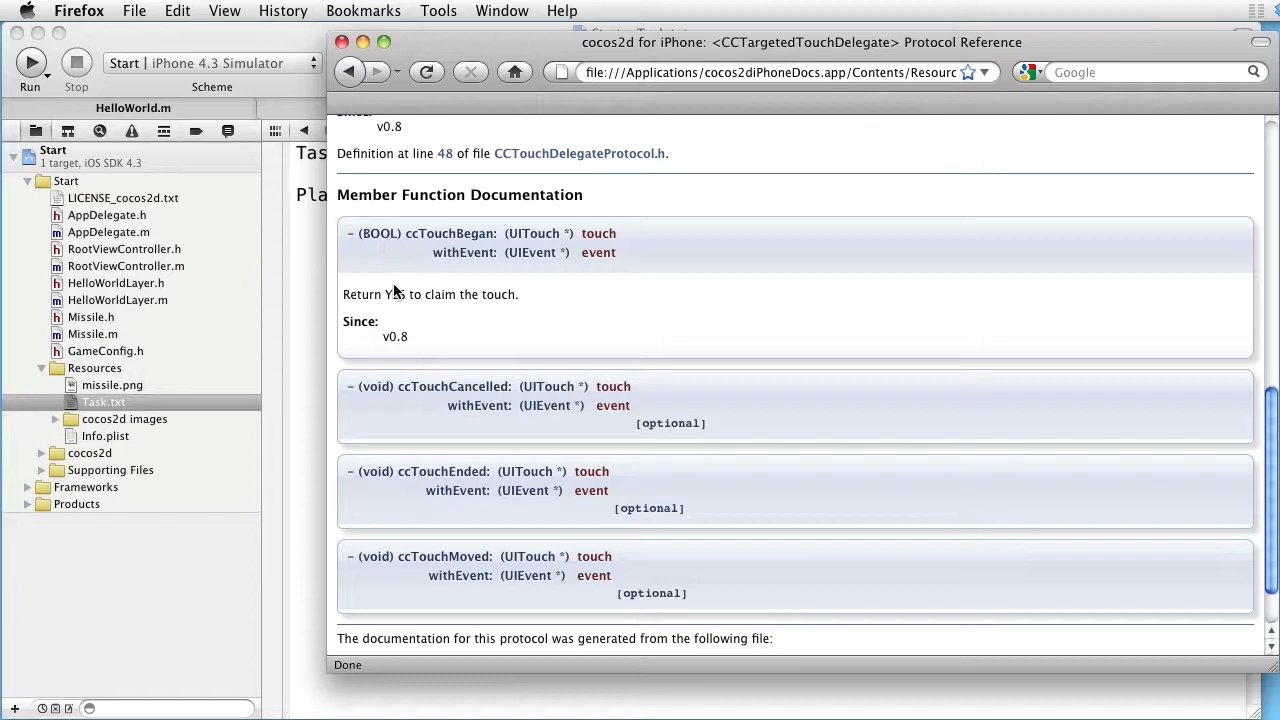 Firefox File Edit View History Bookmarks Tools Window Help
cocos2d for iPhone: <CCTargetedTouchDelegate> Protocol Reference
Start | iPhone 4.3 Simulator
Run Stop Scheme
file:///Applications/cocos2diPhoneDocs.app/Contents/Resourc
Google
HelloWorld.m
Start
1 target, iOS SDK 4.3
Start
LICENSE_cocos2d.txt
AppDelegate.h
AppDelegate.m
RootViewController.h
RootViewController.m
HelloWorldLayer.h
HelloWorldLayer.m
Missile.h
Missile.m
GameConfig.h
Resources
missile.png
Task.txt
cocos2d images
Info.plist
cocos2d
Supporting Files
Frameworks
Products
Tas
Pla
v0.8
Definition at line 48 of file CCTouchDelegateProtocol.h.
Member Function Documentation
– (BOOL) ccTouchBegan: (UITouch *) touch
withEvent: (UIEvent *) event
Return YES to claim the touch.
Since:
v0.8
– (void) ccTouchCancelled: (UITouch *) touch
withEvent: (UIEvent *) event
[optional]
– (void) ccTouchEnded: (UITouch *) touch
withEvent: (UIEvent *) event
[optional]
– (void) ccTouchMoved: (UITouch *) touch
withEvent: (UIEvent *) event
[optional]
The documentation for this protocol was generated from the following file:
Done